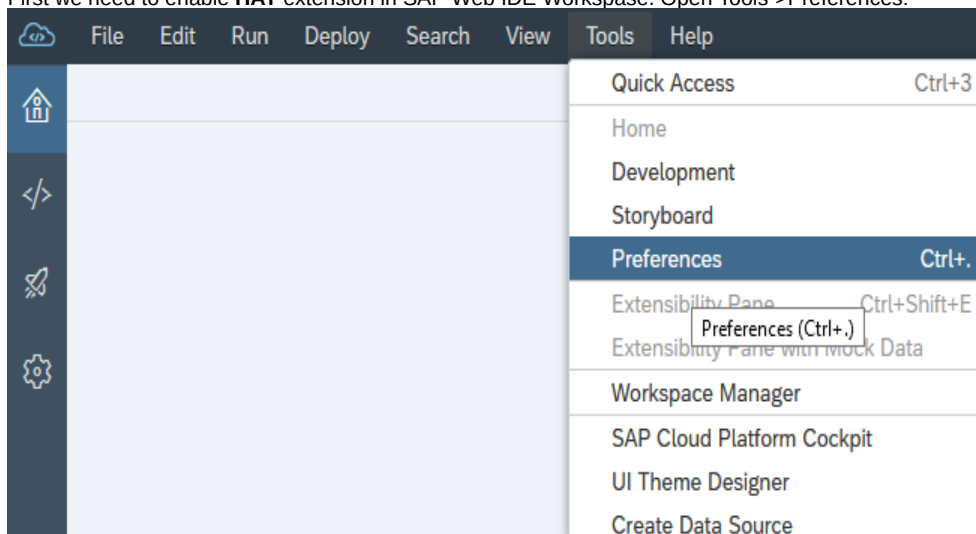 First we need to enable HAT extension in SAP Web IDE Workspase. Open Tools->Preferences.
File Edit Run Deploy Search View Tools Help
Quick Access Ctrl+3
Home
Development
Storyboard
Preferences Ctrl+.
Extensibility Pane Ctrl+Shift+E
Preferences (Ctrl+.)
Extensibility Pane with Mock Data
Workspace Manager
SAP Cloud Platform Cockpit
UI Theme Designer
Create Data Source